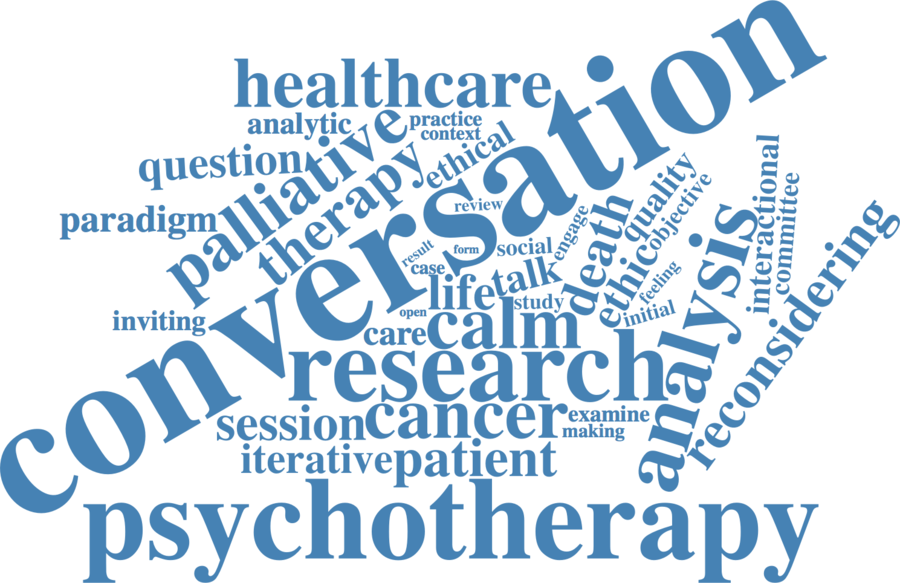 conversation
healthcare
analytic
practice
context
question
palliative
ethical
therapy
paradigm
review
quality
objective
interactional
committee
engage
death
result
form
social
case
life
talk
ethic
feeling
inviting
open
study
initial
care
calm
analysis
reconsidering
research
session
cancer
examine
making
iterative
patient
psychotherapy